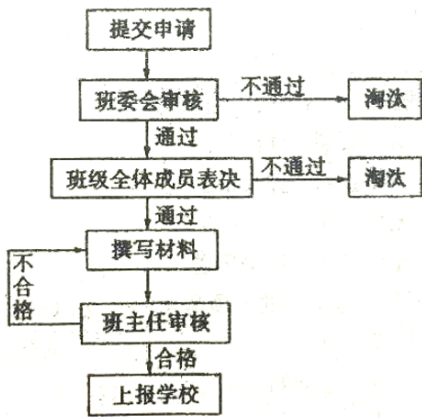 提交申请
班委会审核
不通过
淘汰
通过
班级全体成员表决
不通过
淘汰
通过
撰写材料
不合格
班主任审核
合格
上报学校